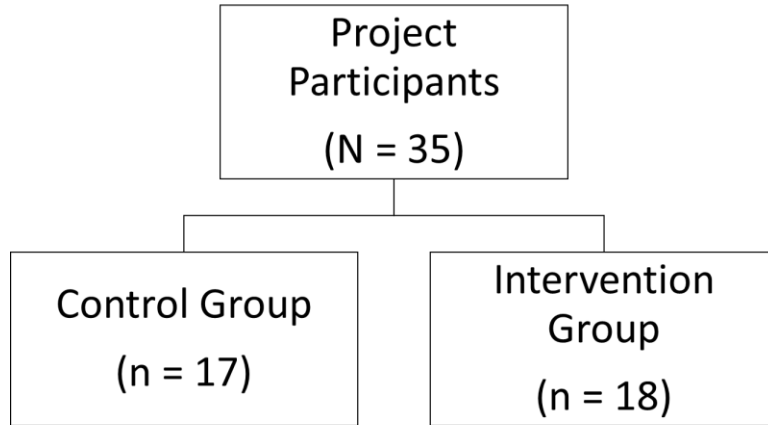 Project
Participants
(N = 35)
Control Group
(n = 17)
Intervention
Group
(n = 18)